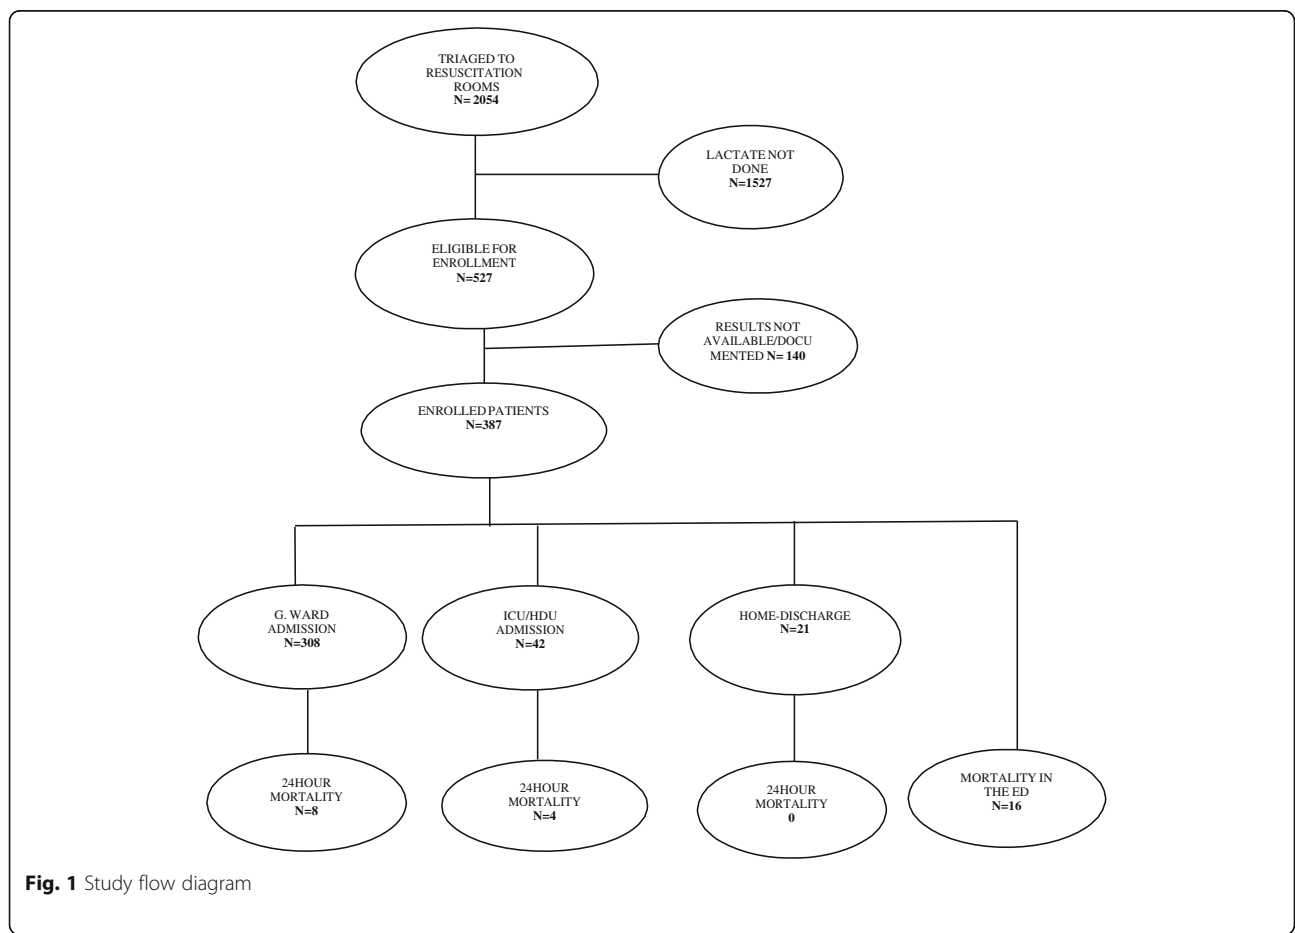 TRIAGED TO
RESUSCITATION
ROOMS
N= 2054
LACTATE NOT
DONE
N=1527
ELIGIBLE FOR
ENROLLMENT
N=527
RESULTS NOT
AVAILABLE/DOCU
MENTED N= 140
ENROLLED PATIENTS
N=387
G. WARD
ADMISSION
N=308
ICU/HDU
ADMISSION
N=42
HOME-DISCHARGE
N=21
24HOUR
MORTALITY
N=8
24HOUR
MORTALITY
N=4
24HOUR
MORTALITY
0
MORTALITY IN
THE ED
N=16
Fig. 1 Study flow diagram